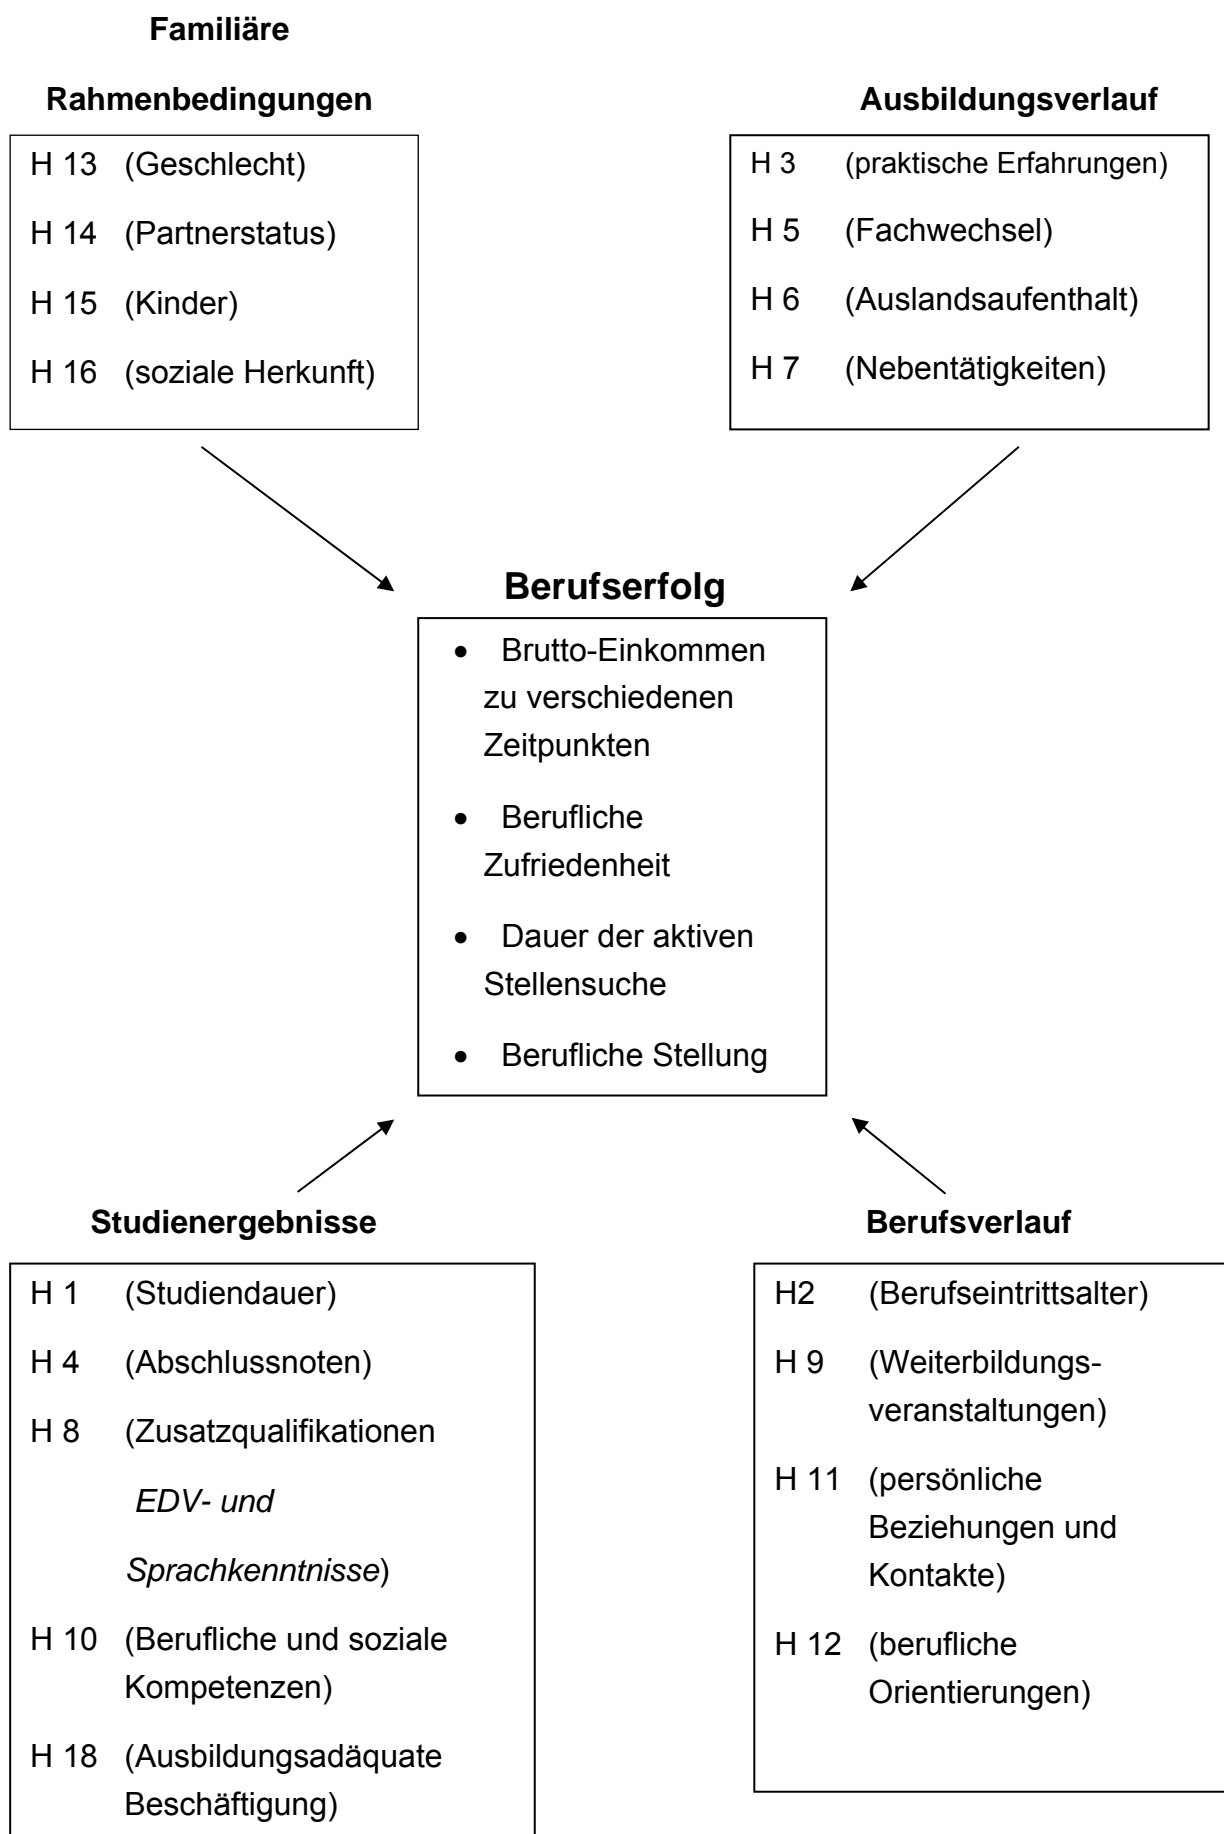 Familiäre
Rahmenbedingungen
H 13 (Geschlecht)
H 14 (Partnerstatus)
H 15 (Kinder)
H 16 (soziale Herkunft)
Ausbildungsverlauf
H 3 (praktische Erfahrungen)
H 5 (Fachwechsel)
H 6 (Auslandsaufenthalt)
H 7 (Nebentätigkeiten)
Berufserfolg
• Brutto-Einkommen
zu verschiedenen
Zeitpunkten
• Berufliche
Zufriedenheit
• Dauer der aktiven
Stellensuche
• Berufliche Stellung
Studienergebnisse
H 1 (Studiendauer)
H 4 (Abschlussnoten)
H 8 (Zusatzqualifikationen
EDV- und
Sprachkenntnisse)
H 10 (Berufliche und soziale
Kompetenzen)
H 18 (Ausbildungsadäquate
Beschäftigung)
Berufsverlauf
H2 (Berufseintrittsalter)
H 9 (Weiterbildungs-
veranstaltungen)
H 11 (persönliche
Beziehungen und
Kontakte)
H 12 (berufliche
Orientierungen)